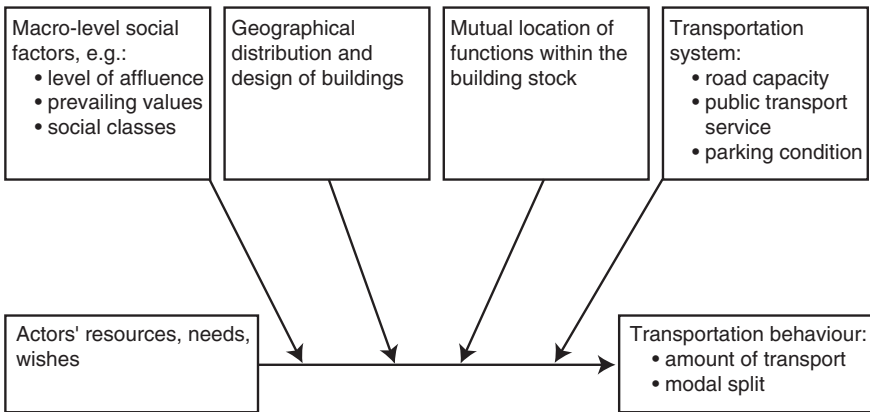 Macro-level social
factors, e.g.:
• level of affluence
• prevailing values
• social classes
Geographical
distribution and
design of buildings
Mutual location of
functions within the
building stock
Transportation
system:
• road capacity
• public transport
service
• parking condition
Actors' resources, needs,
wishes
Transportation behaviour:
• amount of transport
• modal split